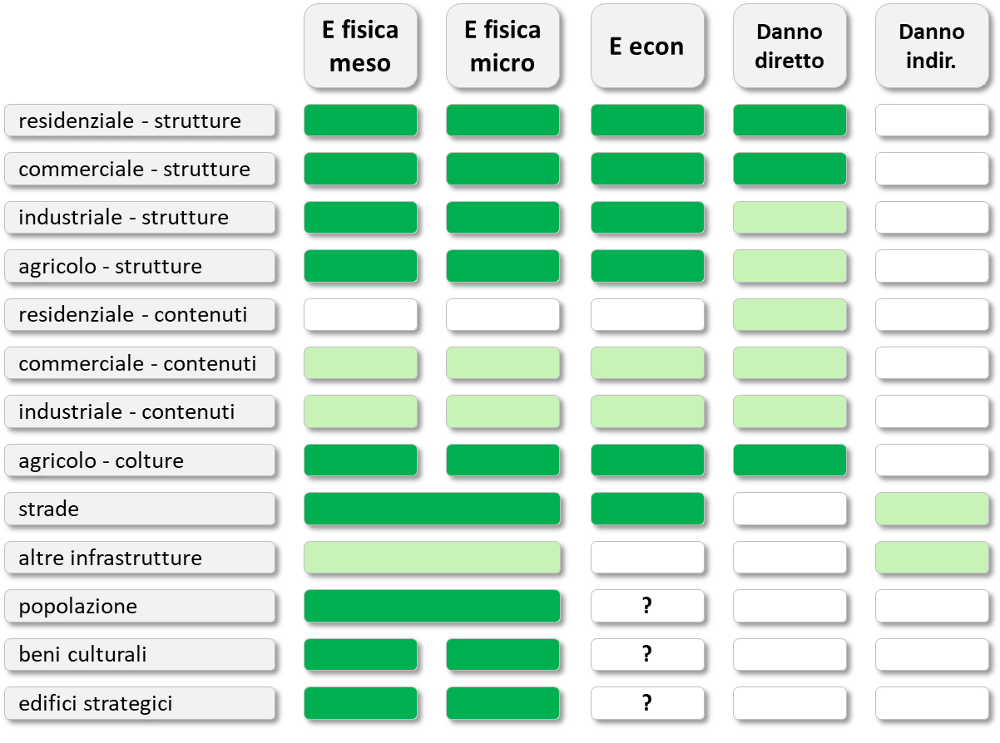 E fisica
meso
E fisica
micro
E econ
Danno
diretto
Danno
indir.
residenziale - strutture
commerciale - strutture
industriale - strutture
agricolo - strutture
residenziale - contenuti
commerciale - contenuti
industriale - contenuti
agricolo - colture
strade
altre infrastrutture
popolazione
?
beni culturali
?
edifici strategici
?